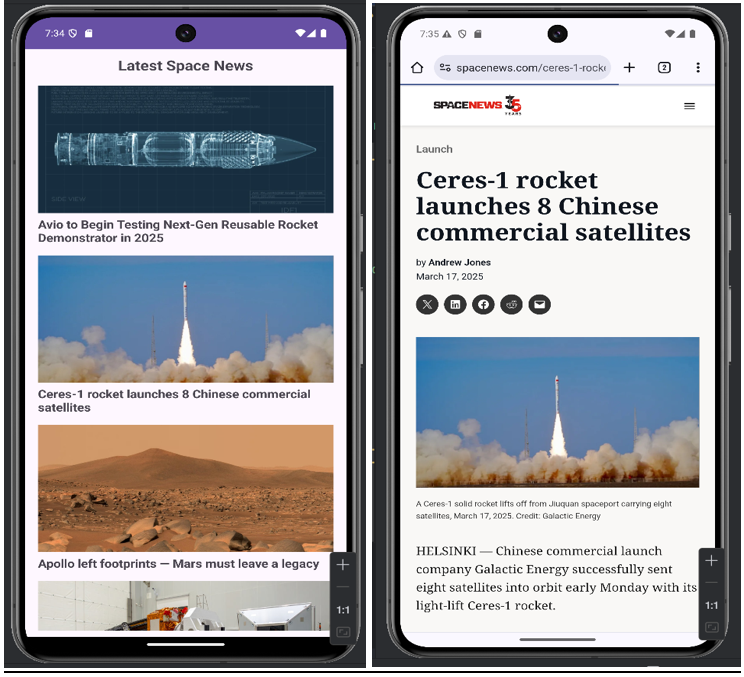 7:34
Latest Space News
SIDE VIEW
Avio to Begin Testing Next-Gen Reusable Rocket
Demonstrator in 2025
Ceres-1 rocket launches 8 Chinese commercial
satellites
Apollo left footprints — Mars must leave a legacy
1:1
7:35
spacenews.com/ceres-1-rock
2
SPACENEWS 35
YEARS
Launch
Ceres-1 rocket
launches 8 Chinese
commercial satellites
by Andrew Jones
March 17, 2025
A Ceres-1 solid rocket lifts off from Jiuquan spaceport carrying eight
satellites, March 17, 2025. Credit: Galactic Energy
HELSINKI — Chinese commercial launch
company Galactic Energy successfully sent
eight satellites into orbit early Monday with its
light-lift Ceres-1 rocket.
1:1